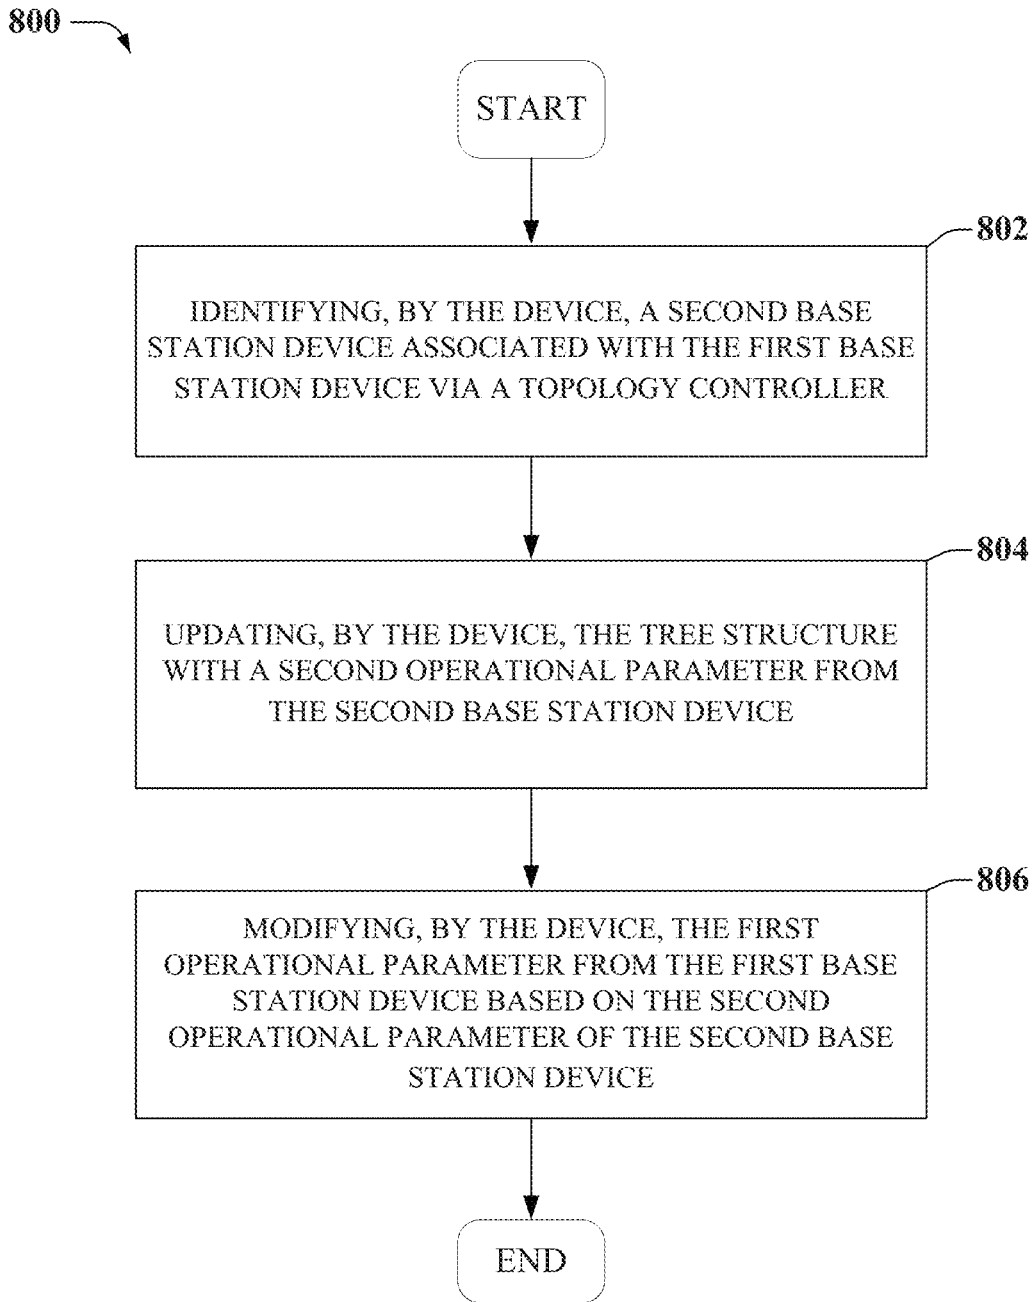 800
START
802
IDENTIFYING, BY THE DEVICE, A SECOND BASE
STATION DEVICE ASSOCIATED WITH THE FIRST BASE
STATION DEVICE VIA A TOPOLOGY CONTROLLER
804
UPDATING, BY THE DEVICE, THE TREE STRUCTURE
WITH A SECOND OPERATIONAL PARAMETER FROM
THE SECOND BASE STATION DEVICE
806
MODIFYING, BY THE DEVICE, THE FIRST
OPERATIONAL PARAMETER FROM THE FIRST BASE
STATION DEVICE BASED ON THE SECOND
OPERATIONAL PARAMETER OF THE SECOND BASE
STATION DEVICE
END